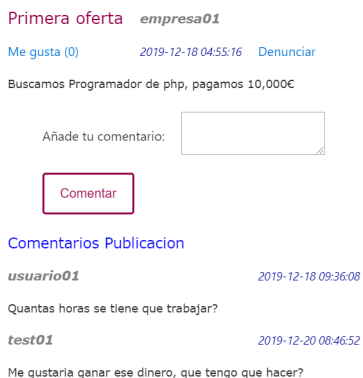 Primera oferta empresa01
Me gusta (0) 2019-12-18 04:55:16 Denunciar
Buscamos Programador de php, pagamos 10,000€
Añade tu comentario:
Comentar
Comentarios Publicacion
usuario01 2019-12-18 09:36:08
Quantas horas se tiene que trabajar?
test01 2019-12-20 08:46:52
Me gustaria ganar ese dinero, que tengo que hacer?